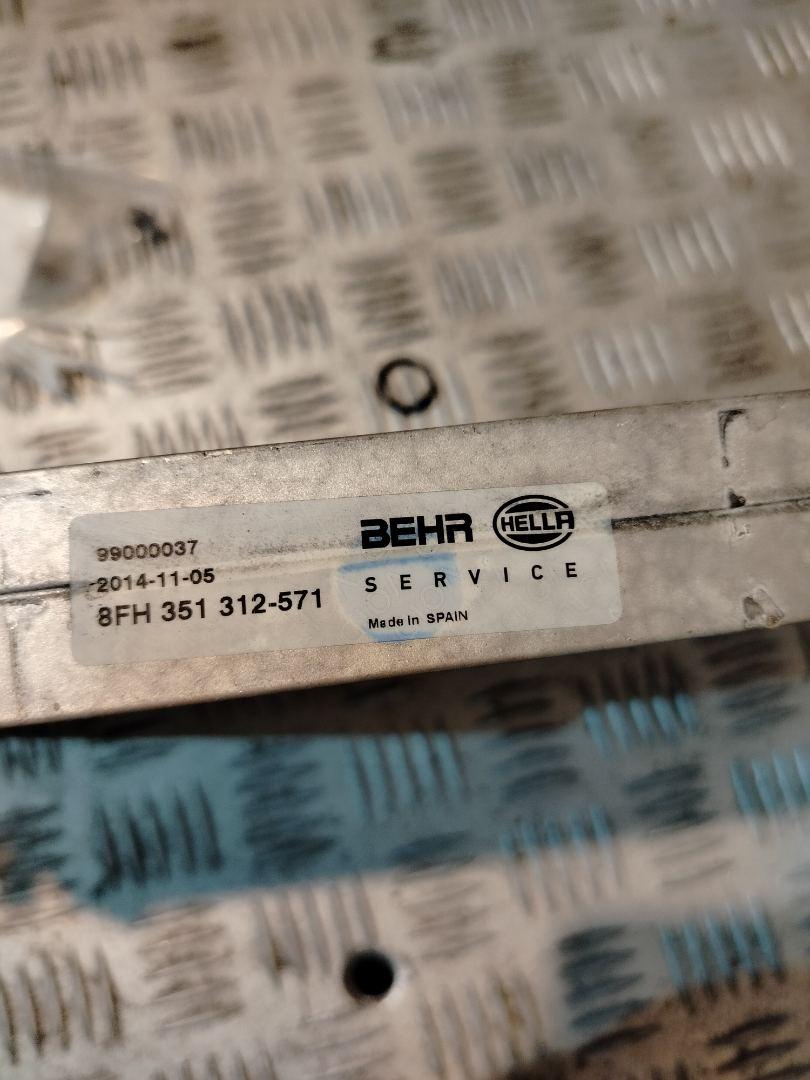 99000037
2014-11-05
8FH 351 312-571
BEHR HELLA
SERVICE
Made in SPAIN